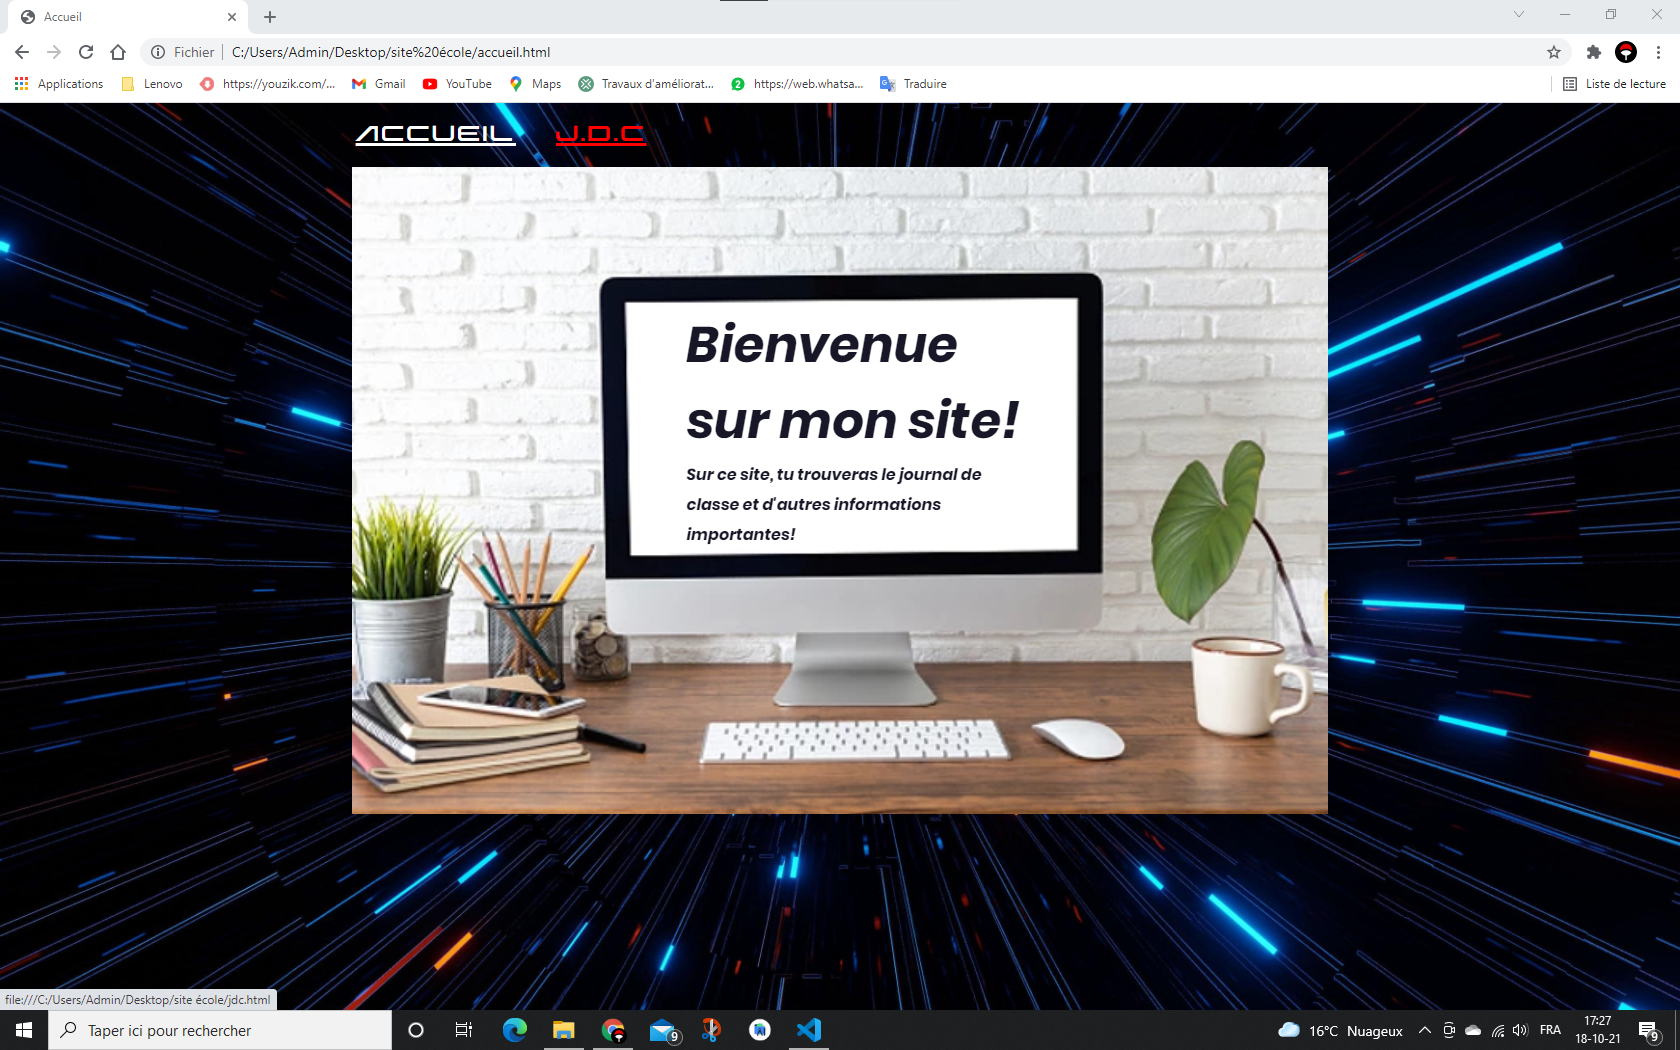 Accueil
Fichier C:/Users/Admin/Desktop/site%20école/accueil.html
Applications Lenovo https://youzik.com/... Gmail YouTube Maps Travaux d'améliorat... https://web.whatsa... Traduire Liste de lecture
ACCUEIL J.D.C
Bienvenue
sur mon site!
Sur ce site, tu trouveras le journal de
classe et d'autres informations
importantes!
file:///C:/Users/Admin/Desktop/site école/jdc.html
Taper ici pour rechercher 9 16°C Nuageux FRA 17:27
18-10-21 9